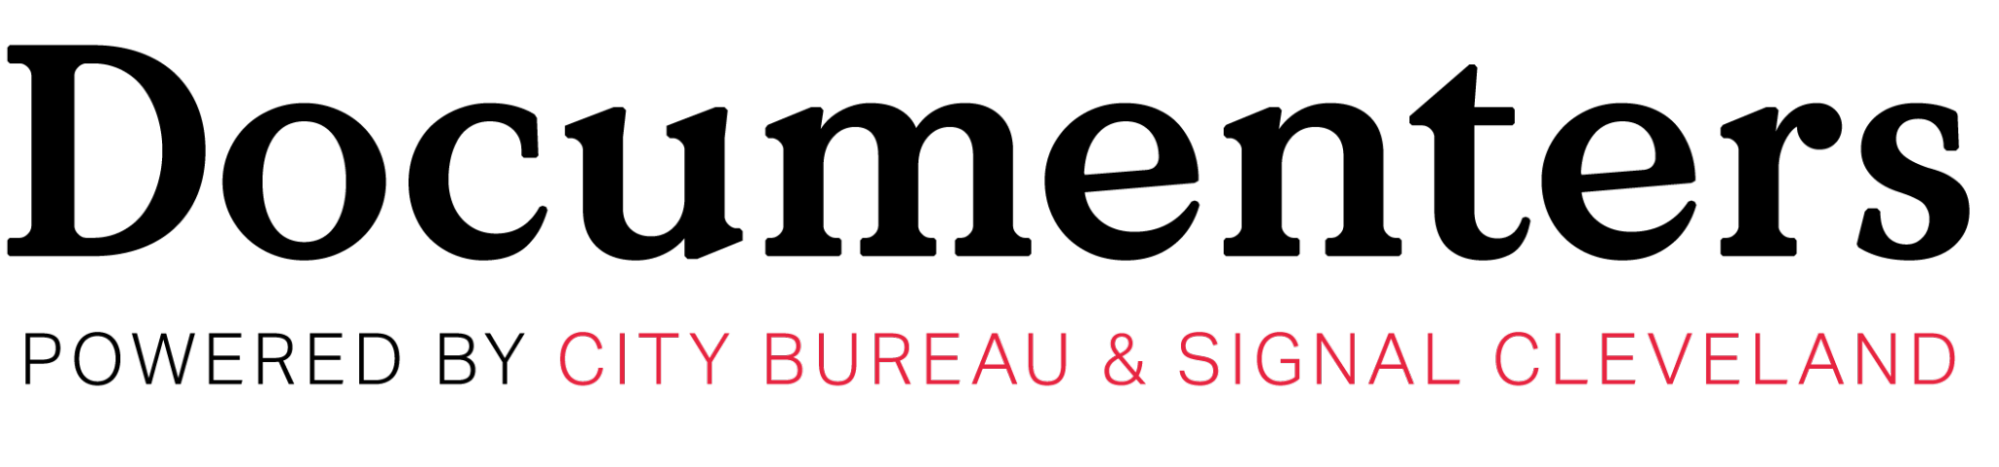 Documenters
POWERED BY CITY BUREAU & SIGNAL CLEVELAND